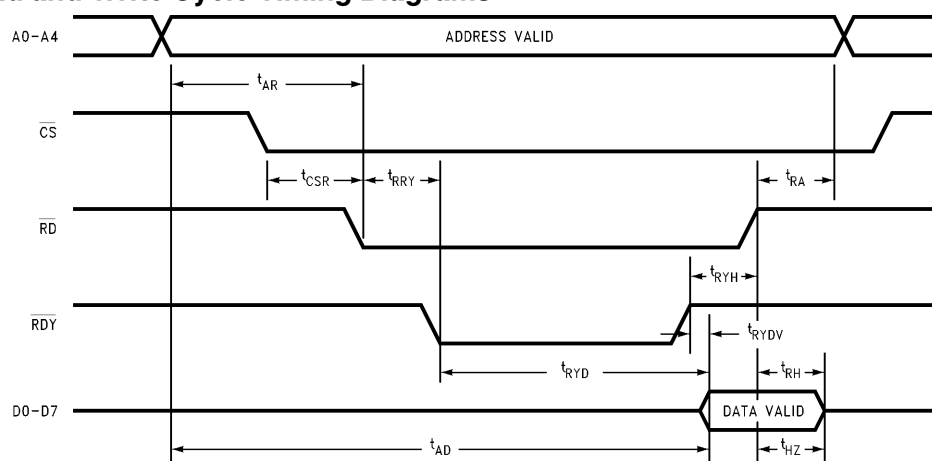 A0-A4
ADDRESS VALID
tAR
CS
tCSR
tRRY
tRA
RD
tRYH
RDY
tRYDV
tRYD
tRH
D0-D7
DATA VALID
tAD
tHZ